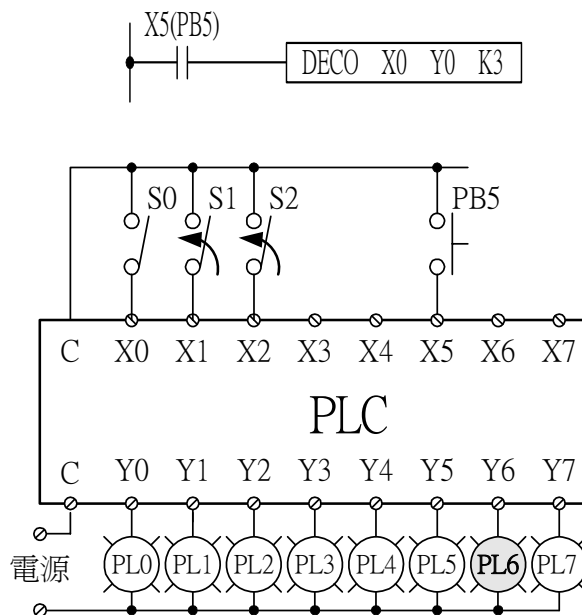 X5(PB5)
DECO X0 Y0 K3
S0 S1 S2 PB5
C X0 X1 X2 X3 X4 X5 X6 X7
PLC
C Y0 Y1 Y2 Y3 Y4 Y5 Y6 Y7
電源 PL0 PL1 PL2 PL3 PL4 PL5 PL6 PL7